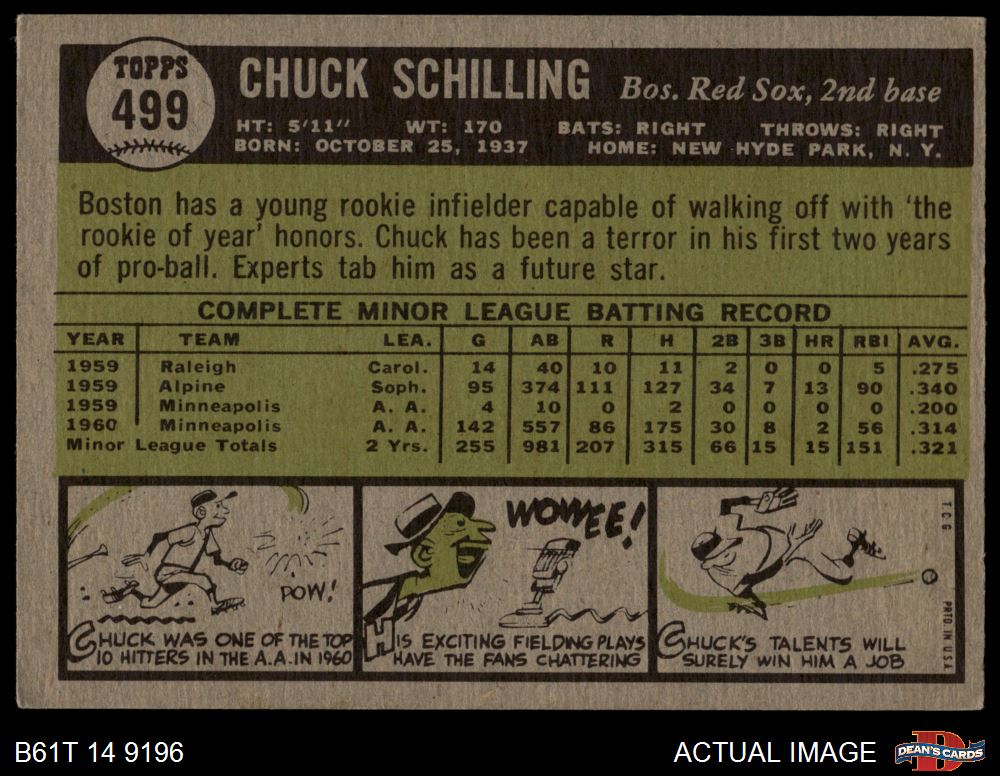 TOPPS
499
CHUCK SCHILLING Bos. Red Sox, 2nd base
HT: 5'11" WT: 170 BATS: RIGHT THROWS: RIGHT
BORN: OCTOBER 25, 1937 HOME: NEW HYDE PARK, N. Y.
Boston has a young rookie infielder capable of walking off with 'the
rookie of year' honors. Chuck has been a terror in his first two years
of pro-ball. Experts tab him as a future star.
COMPLETE MINOR LEAGUE BATTING RECORD
YEAR TEAM LEA. G AB R H 2B 3B HR RBI AVG.
1959 Raleigh Carol. 14 40 10 11 2 0 0 5 .275
1959 Alpine Soph. 95 374 111 127 34 7 13 90 .340
1959 Minneapolis A. A. 4 10 0 2 0 0 0 0 .200
1960 Minneapolis A. A. 142 557 86 175 30 8 2 56 .314
Minor League Totals 2 Yrs. 255 981 207 315 66 15 15 151 .321
POW!
CHUCK WAS ONE OF THE TOP
10 HITTERS IN THE A.A. IN 1960
WOWEE!
HIS EXCITING FIELDING PLAYS
HAVE THE FANS CHATTERING
CHUCK'S TALENTS WILL
SURELY WIN HIM A JOB
T.C.G
PRTD IN U.S.A
B61T 14 9196
ACTUAL IMAGE
DEAN'S CARDS